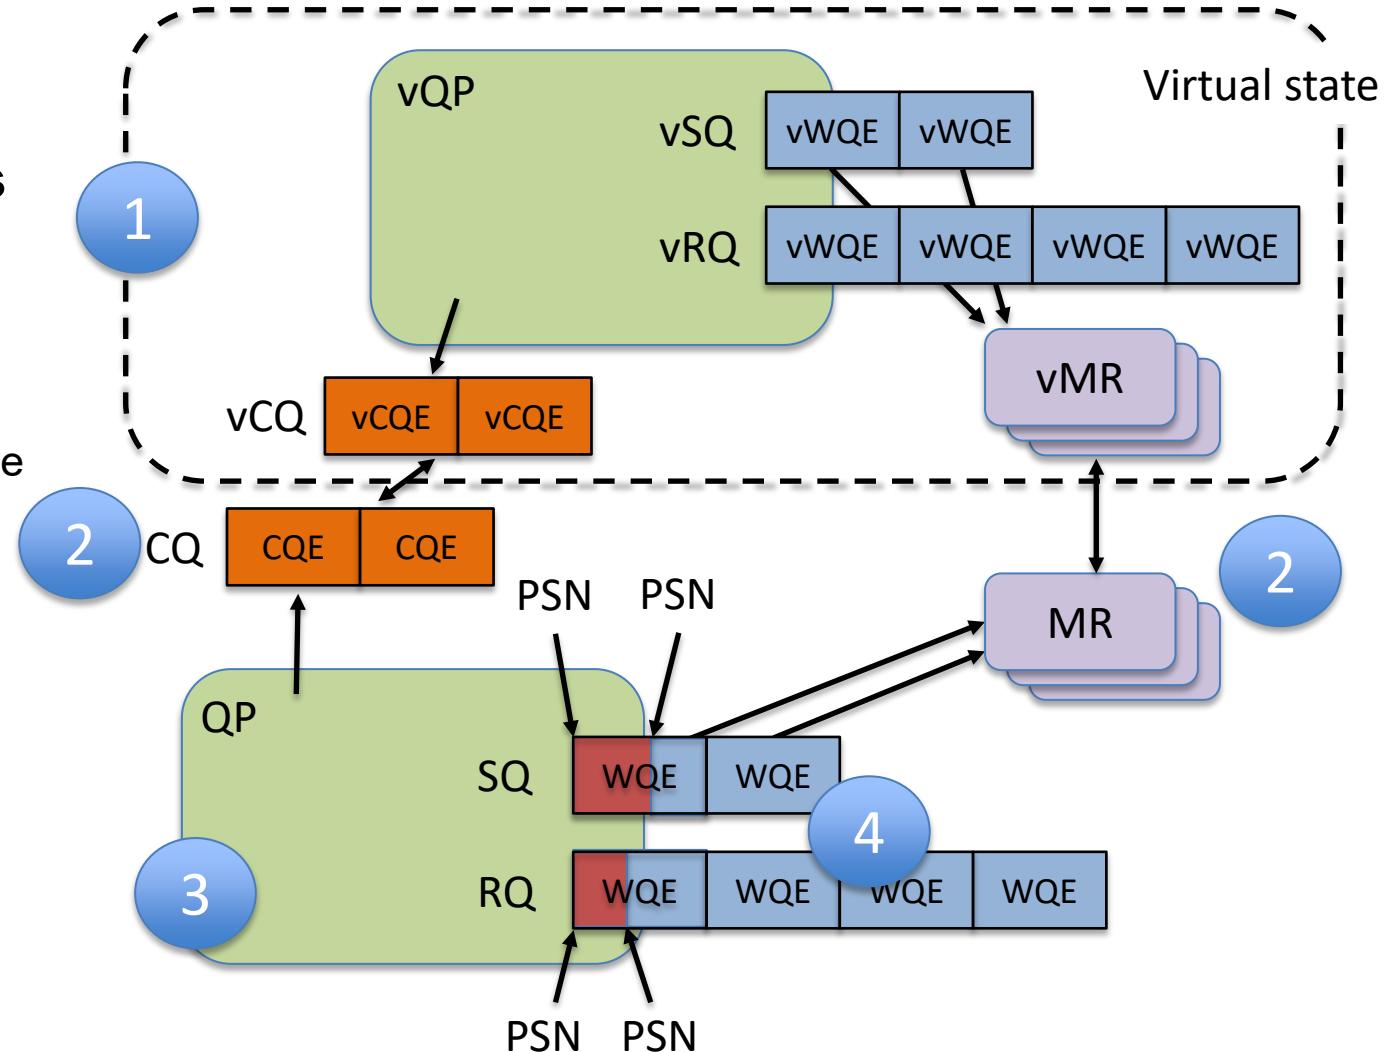 Virtual state
vQP
vSQ vWQE vWQE
s
1
vRQ vWQE vWQE vWQE vWQE
vMR
vCQ vCQE vCQE
e
2 CQ CQE CQE
2
PSN PSN
MR
QP
SQ WQE WQE
4
3
RQ WQE WQE WQE WQE
PSN PSN